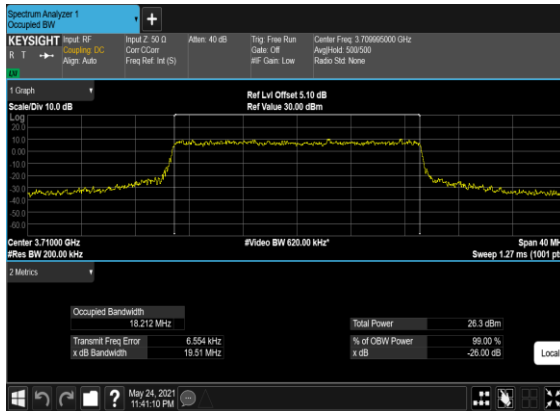 Spectrum Analyzer 1
Occupied BW
+
KEYSIGHT Input: RF Input Z: 50 Ω Atten: 40 dB Trig: Free Run Center Freq: 3.709995000 GHz
R T Coupling: DC Corr CCorr Gate: Off Avg|Hold: 500/500
Align: Auto Freq Ref: Int (S) #IF Gain: Low Radio Std: None
1 Graph
Ref Lvl Offset 5.10 dB
Scale/Div 10.0 dB Ref Value 30.00 dBm
Log
20.0
10.0
0.00
-10.0
-20.0
-30.0
-40.0
-50.0
-60.0
Center 3.71000 GHz #Video BW 620.00 kHz* Span 40 MH
#Res BW 200.00 kHz Sweep 1.27 ms (1001 pt
2 Metrics
Occupied Bandwidth
18.212 MHz Total Power 26.3 dBm
Transmit Freq Error 6.554 kHz % of OBW Power 99.00 %
x dB Bandwidth 19.51 MHz x dB -26.00 dB
Local
? May 24, 2021
11:41:10 PM